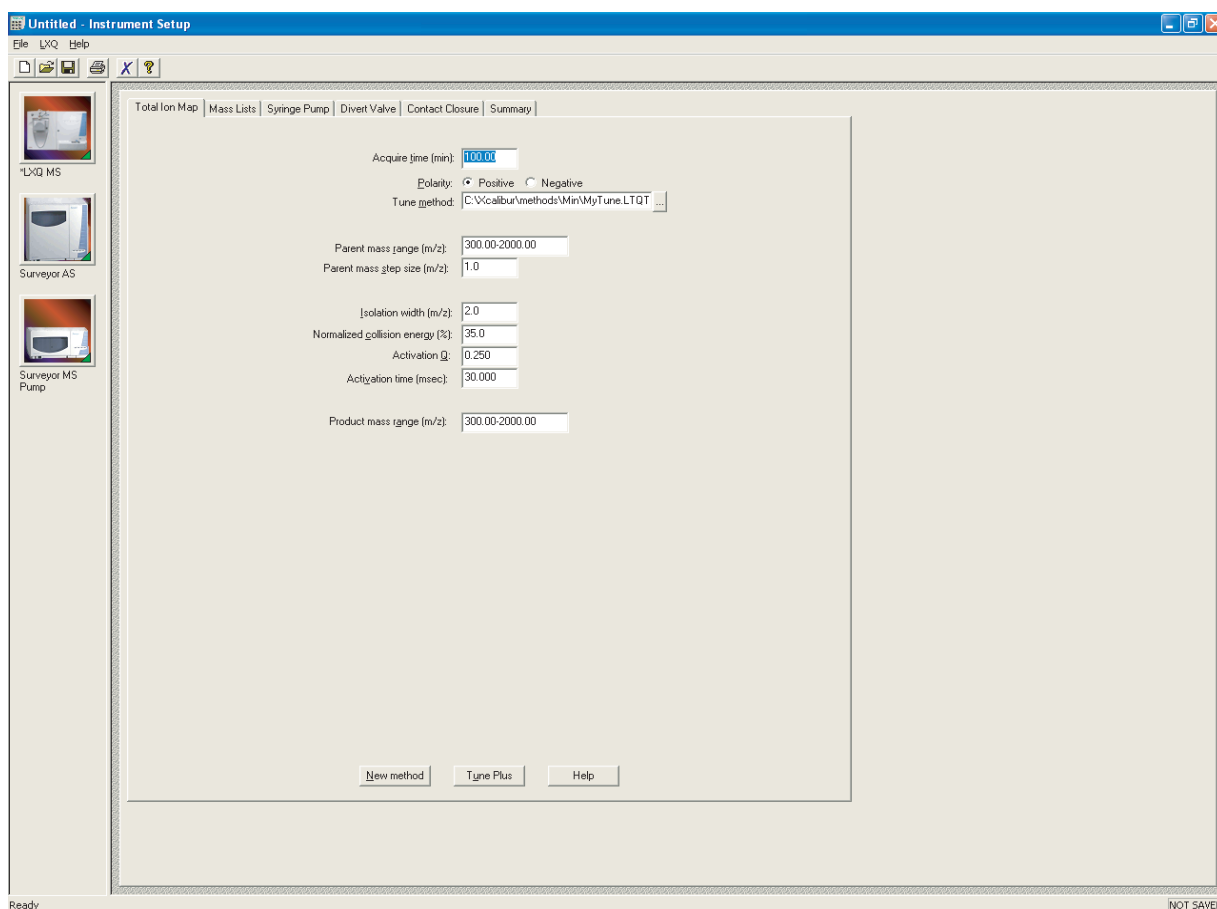 Untitled - Instrument Setup
File LXQ Help
Total Ion Map Mass Lists Syringe Pump Divert Valve Contact Closure Summary
*LXQ MS
Surveyor AS
Surveyor MS
Pump
Acquire time (min): 100.00
Polarity: Positive Negative
Tune method: C:\Xcalibur\methods\Min\MyTune.LTQT ...
Parent mass range (m/z): 300.00-2000.00
Parent mass step size (m/z): 1.0
Isolation width (m/z): 2.0
Normalized collision energy (%): 35.0
Activation Q: 0.250
Activation time (msec): 30.000
Product mass range (m/z): 300.00-2000.00
New method Tune Plus Help
Ready NOT SAVE